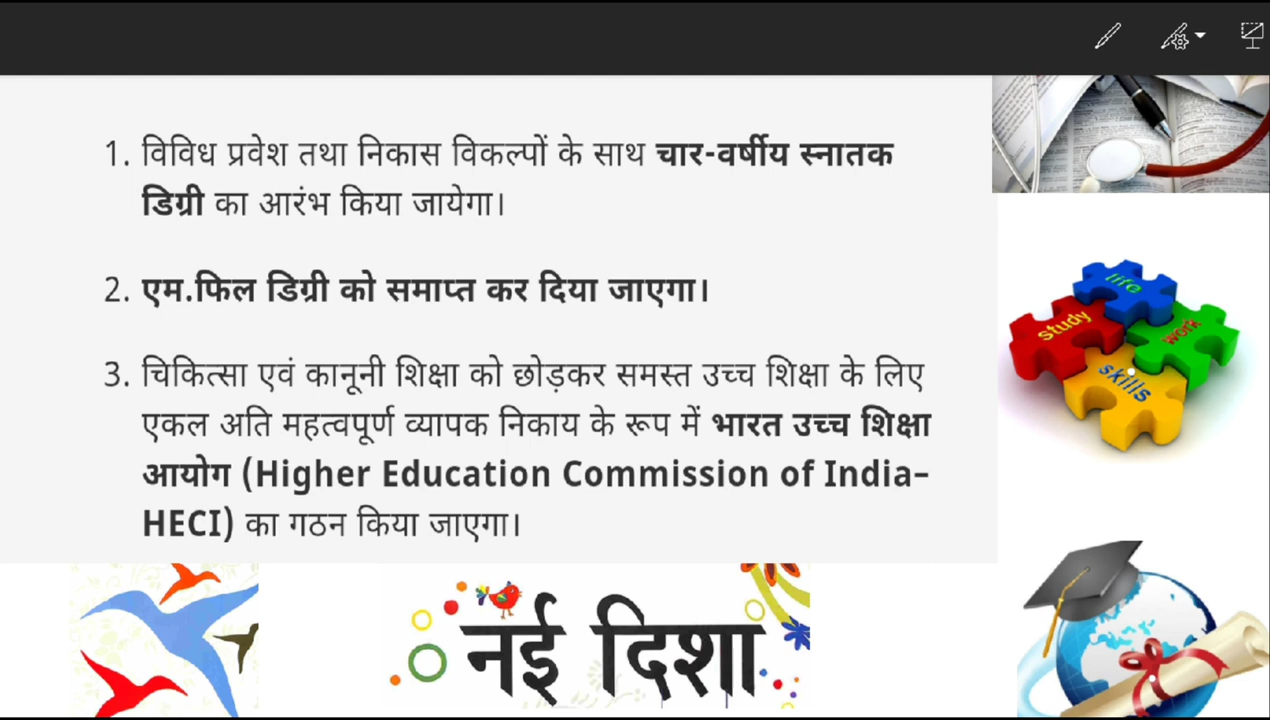 1. विविध प्रवेश तथा निकास विकल्पों के साथ चार-वर्षीय स्नातक
डिग्री का आरंभ किया जायेगा।
2. एम.फिल डिग्री को समाप्त कर दिया जाएगा।
3. चिकित्सा एवं कानूनी शिक्षा को छोड़कर समस्त उच्च शिक्षा के लिए
एकल अति महत्वपूर्ण व्यापक निकाय के रूप में भारत उच्च शिक्षा
आयोग (Higher Education Commission of India–
HECI) का गठन किया जाएगा।
life
study
work
skills
नई दिशा